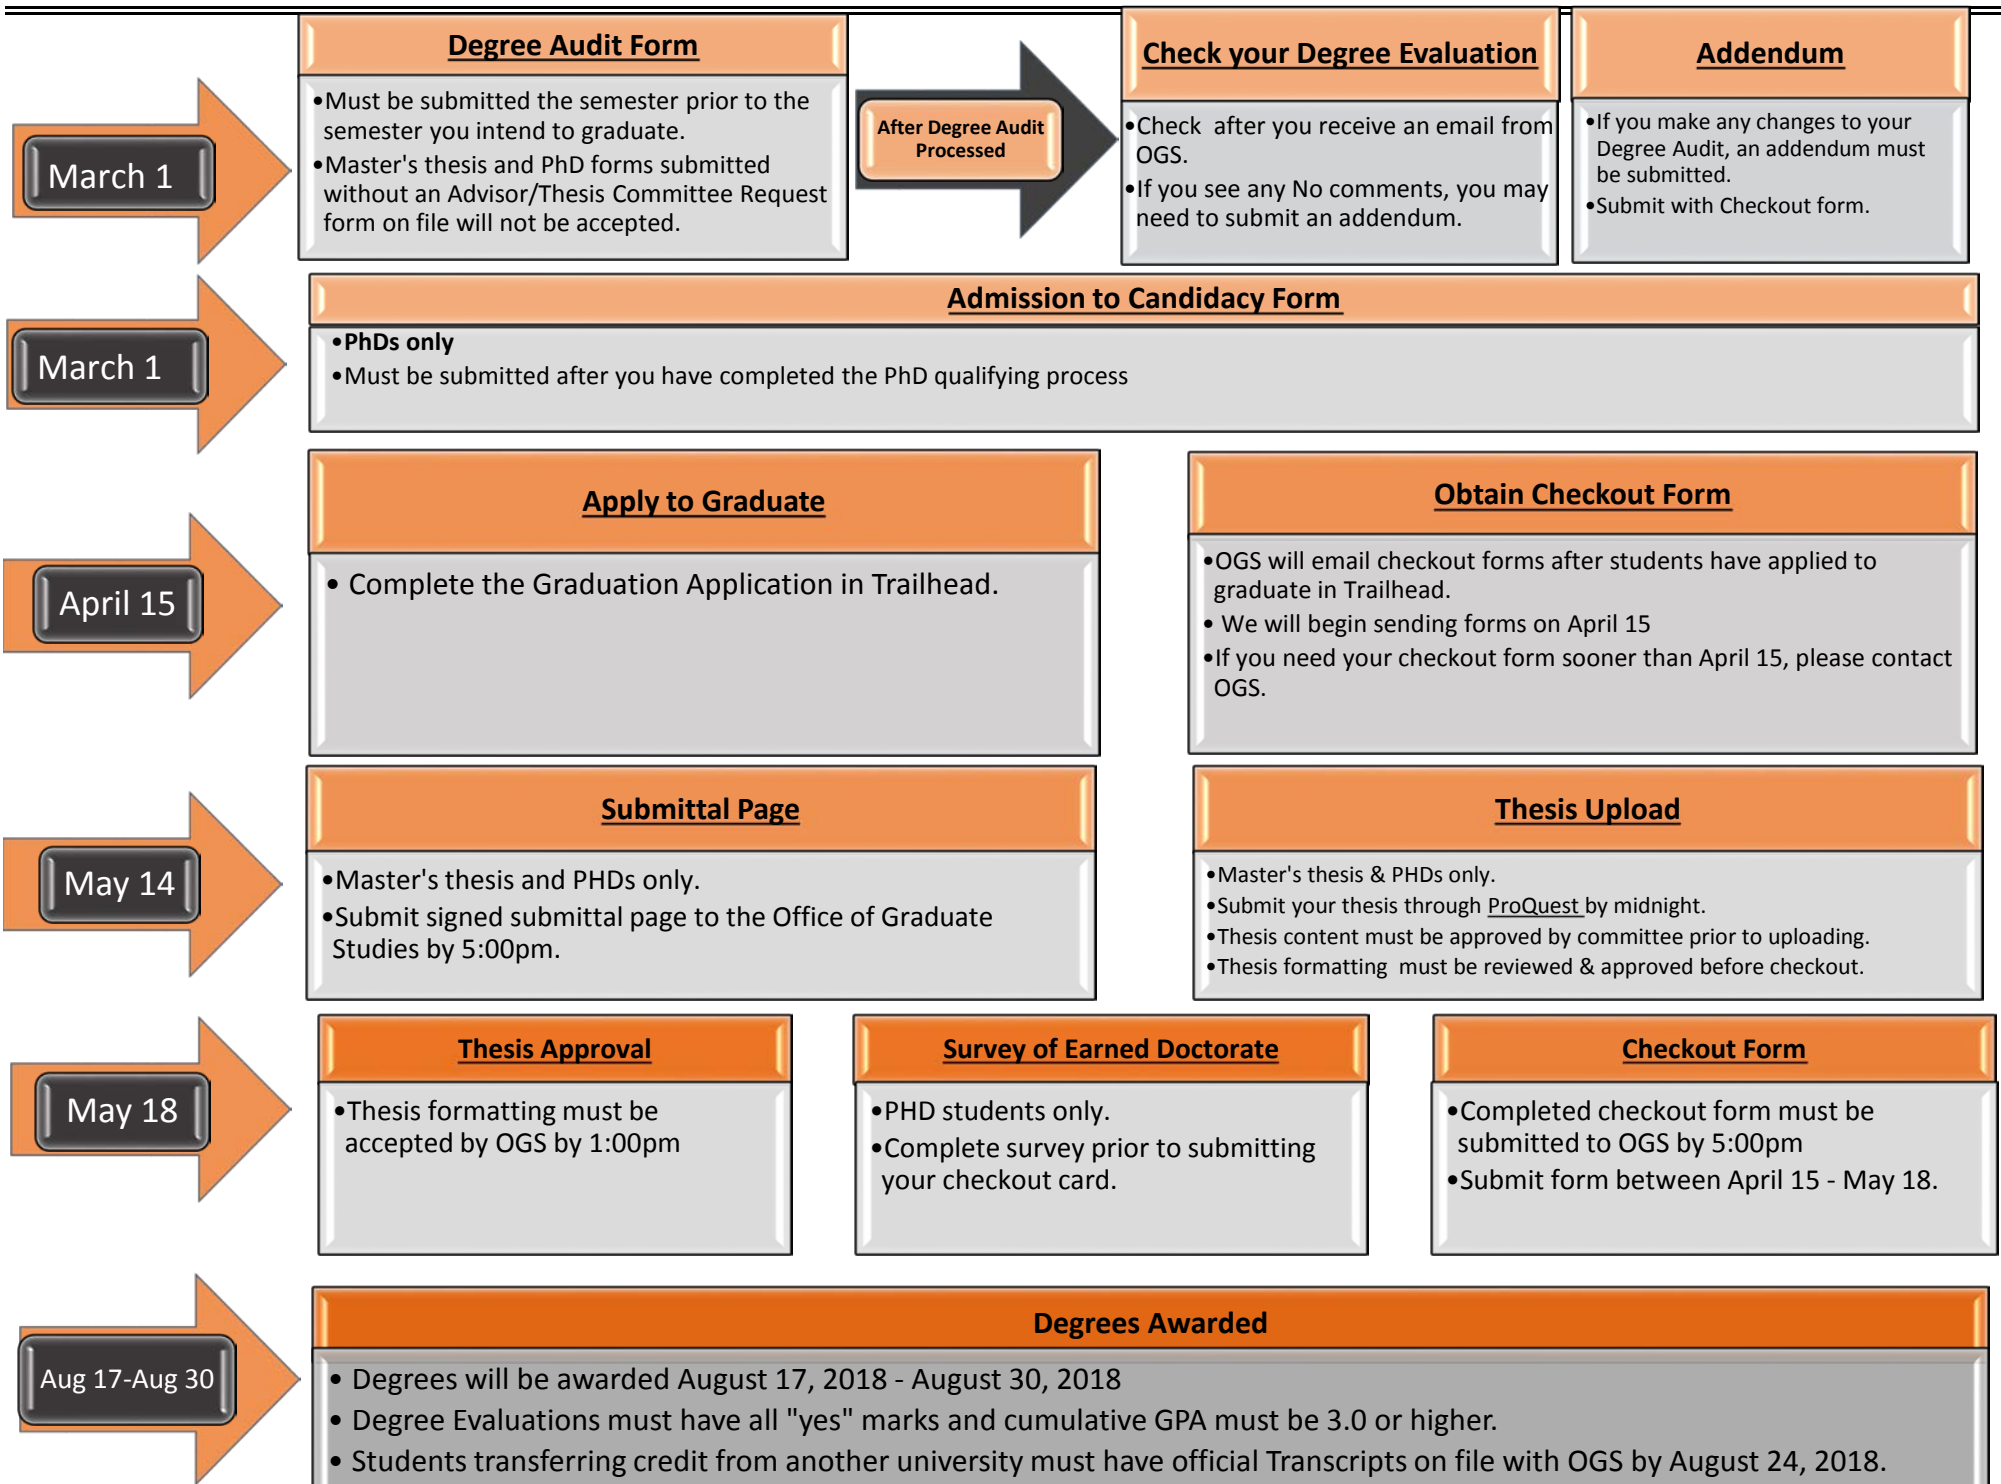 March 1
Degree Audit Form
•Must be submitted the semester prior to the
semester you intend to graduate.
•Master's thesis and PhD forms submitted
without an Advisor/Thesis Committee Request
form on file will not be accepted.
After Degree Audit
Processed
Check your Degree Evaluation
•Check  after you receive an email from
OGS.
•If you see any No comments, you may
need to submit an addendum.
Addendum
•If you make any changes to your
Degree Audit, an addendum must
be submitted.
•Submit with Checkout form.
March 1
Admission to Candidacy Form
•PhDs only
•Must be submitted after you have completed the PhD qualifying process
April 15
Apply to Graduate
• Complete the Graduation Application in Trailhead.
Obtain Checkout Form
•OGS will email checkout forms after students have applied to
graduate in Trailhead.
• We will begin sending forms on April 15
•If you need your checkout form sooner than April 15, please contact
OGS.
May 14
Submittal Page
•Master's thesis and PHDs only.
•Submit signed submittal page to the Office of Graduate
Studies by 5:00pm.
Thesis Upload
•Master's thesis & PHDs only.
•Submit your thesis through ProQuest by midnight.
•Thesis content must be approved by committee prior to uploading.
•Thesis formatting  must be reviewed & approved before checkout.
May 18
Thesis Approval
•Thesis formatting must be
accepted by OGS by 1:00pm
Survey of Earned Doctorate
•PHD students only.
•Complete survey prior to submitting
your checkout card.
Checkout Form
•Completed checkout form must be
submitted to OGS by 5:00pm
•Submit form between April 15 - May 18.
Aug 17-Aug 30
Degrees Awarded
• Degrees will be awarded August 17, 2018 - August 30, 2018
• Degree Evaluations must have all "yes" marks and cumulative GPA must be 3.0 or higher.
• Students transferring credit from another university must have official Transcripts on file with OGS by August 24, 2018.